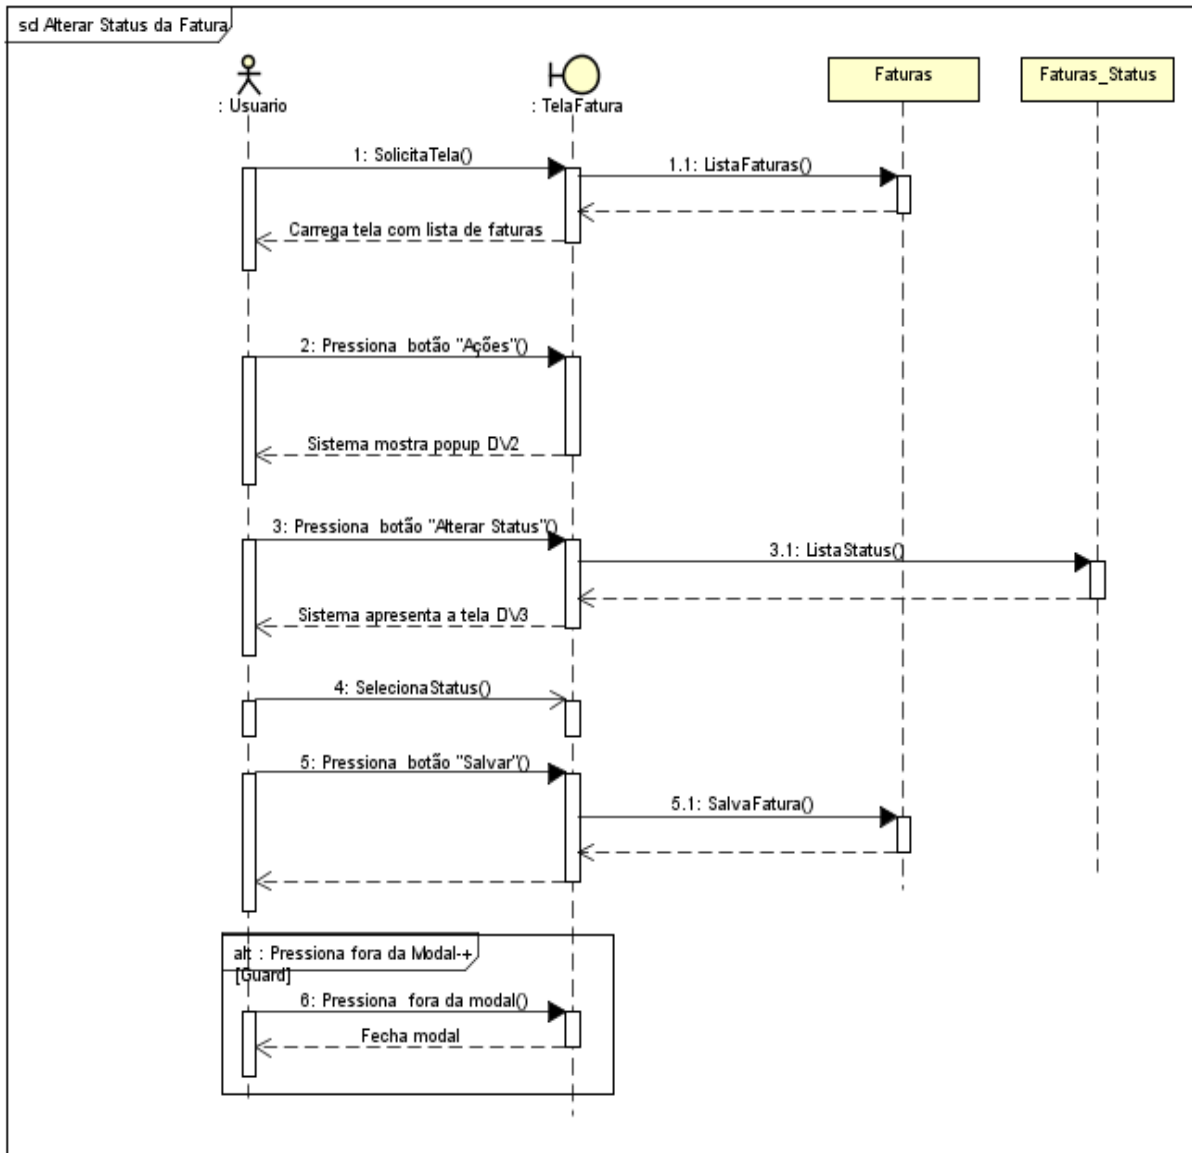 sd Alterar Status da Fatura
: Usuario
: TelaFatura
Faturas
Faturas_Status
1: SolicitaTela()
1.1: ListaFaturas()
Carrega tela com lista de faturas
2: Pressiona botão "Ações"()
Sistema mostra popup DV2
3: Pressiona botão "Alterar Status"()
3.1: ListaStatus()
Sistema apresenta a tela DV3
4: SelecionaStatus()
5: Pressiona botão "Salvar"()
5.1: SalvaFatura()
alt : Pressiona fora da Modal-+
[Guard]
6: Pressiona fora da modal()
Fecha modal